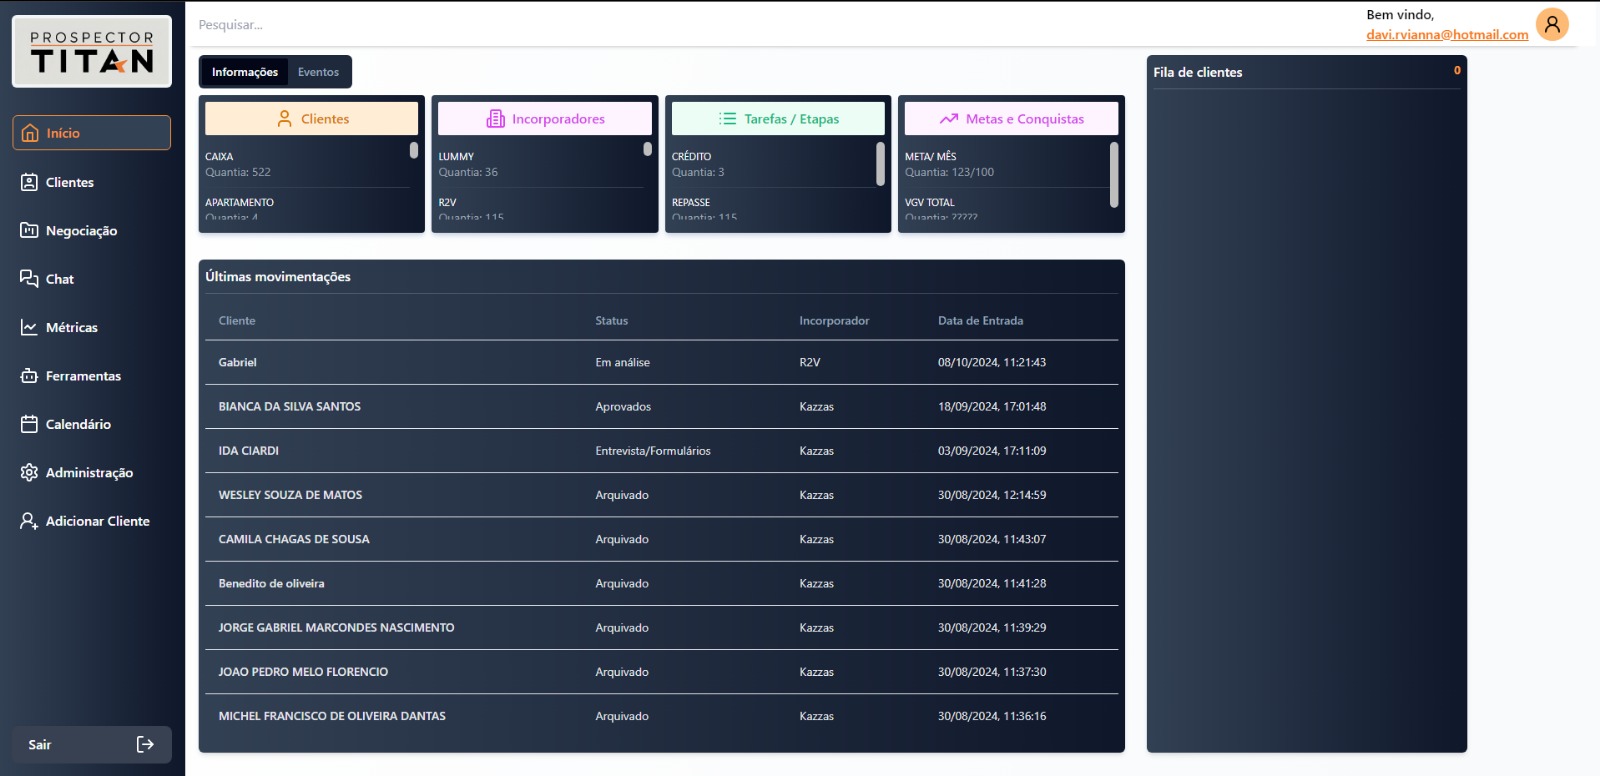 PROSPECTOR
TITAN
Início
Clientes
Negociação
Chat
Métricas
Ferramentas
Calendário
Administração
Adicionar Cliente
Sair
Pesquisar...
Bem vindo,
davi.rvianna@hotmail.com
Informações Eventos
Clientes
CAIXA
Quantia: 522
APARTAMENTO
Quantia: 4
Incorporadores
LUMMY
Quantia: 36
R2V
Quantia: 115
Tarefas / Etapas
CRÉDITO
Quantia: 3
REPASSE
Quantia: 115
Metas e Conquistas
META/ MÊS
Quantia: 123/100
VGV TOTAL
Quantia: ?????
Últimas movimentações
Cliente Status Incorporador Data de Entrada
Gabriel Em análise R2V 08/10/2024, 11:21:43
BIANCA DA SILVA SANTOS Aprovados Kazzas 18/09/2024, 17:01:48
IDA CIARDI Entrevista/Formulários Kazzas 03/09/2024, 17:11:09
WESLEY SOUZA DE MATOS Arquivado Kazzas 30/08/2024, 12:14:59
CAMILA CHAGAS DE SOUSA Arquivado Kazzas 30/08/2024, 11:43:07
Benedito de oliveira Arquivado Kazzas 30/08/2024, 11:41:28
JORGE GABRIEL MARCONDES NASCIMENTO Arquivado Kazzas 30/08/2024, 11:39:29
JOAO PEDRO MELO FLORENCIO Arquivado Kazzas 30/08/2024, 11:37:30
MICHEL FRANCISCO DE OLIVEIRA DANTAS Arquivado Kazzas 30/08/2024, 11:36:16
Fila de clientes 0